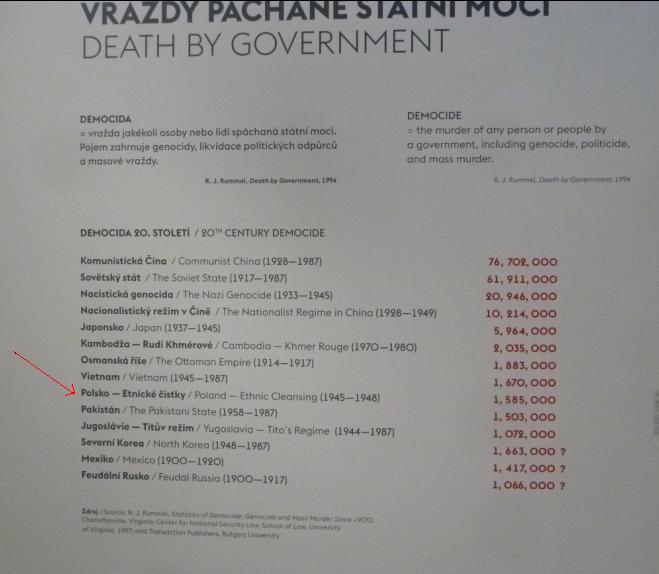 VRAŽDY PÁCHANÉ STÁTNÍ MOCÍ
DEATH BY GOVERNMENT
DEMOCIDA
= vražda jakékoli osoby nebo lidí spáchaná státní mocí.
Pojem zahrnuje genocidy, likvidace politických odpůrců
a masové vraždy.
R. J. Rummel, Death by Government, 1994
DEMOCIDE
= the murder of any person or people by
a government, including genocide, politicide,
and mass murder.
R. J. Rummel, Death by Government, 1994
DEMOCIDA 20. STOLETÍ / 20TH CENTURY DEMOCIDE
Komunistická Čína / Communist China (1928—1987) 76, 702, 000
Sovětský stát / The Soviet State (1917—1987) 61, 911, 000
Nacistická genocida / The Nazi Genocide (1933—1945) 20, 946, 000
Nacionalistický režim v Číně / The Nationalist Regime in China (1928—1949) 10, 214, 000
Japonsko / Japan (1937—1945) 5, 964, 000
Kambodža — Rudí Khmérové / Cambodia — Khmer Rouge (1970—1980) 2, 035, 000
Osmanská říše / The Ottoman Empire (1914—1917) 1, 883, 000
Vietnam / Vietnam (1945—1987) 1, 670, 000
Polsko — Etnické čistky / Poland — Ethnic Cleansing (1945—1948) 1, 585, 000
Pakistán / The Pakistani State (1958—1987) 1, 503, 000
Jugoslávie — Titův režim / Yugoslavia — Tito's Regime (1944—1987) 1, 072, 000
Severní Korea / North Korea (1948—1987) 1, 663, 000 ?
Mexiko / Mexico (1900—1920) 1, 417, 000 ?
Feudální Rusko / Feudal Russia (1900—1917) 1, 066, 000 ?
Zdroj / Source: R. J. Rummel, Statistics of Democide: Genocide and Mass Murder Since 1900,
Charlottesville, Virginia: Center for National Security Law, School of Law, University
of Virginia, 1997; and Transaction Publishers, Rutgers University